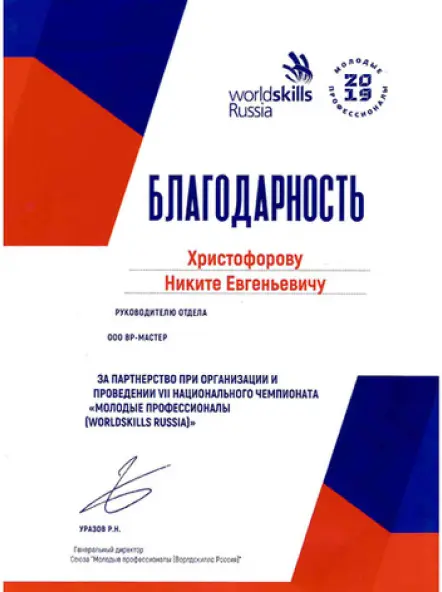 worldskills
Russia
МОЛОДЫЕ
2019
ПРОФЕССИОНАЛЫ
БЛАГОДАРНОСТЬ
Христофорову
Никите Евгеньевичу
РУКОВОДИТЕЛЮ ОТДЕЛА
ООО ВР-МАСТЕР
ЗА ПАРТНЕРСТВО ПРИ ОРГАНИЗАЦИИ И
ПРОВЕДЕНИИ VII НАЦИОНАЛЬНОГО ЧЕМПИОНАТА
«МОЛОДЫЕ ПРОФЕССИОНАЛЫ
(WORLDSKILLS RUSSIA)»
УРАЗОВ Р.Н.
Генеральный директор
Союза "Молодые профессионалы (Ворлдскиллс Россия)"